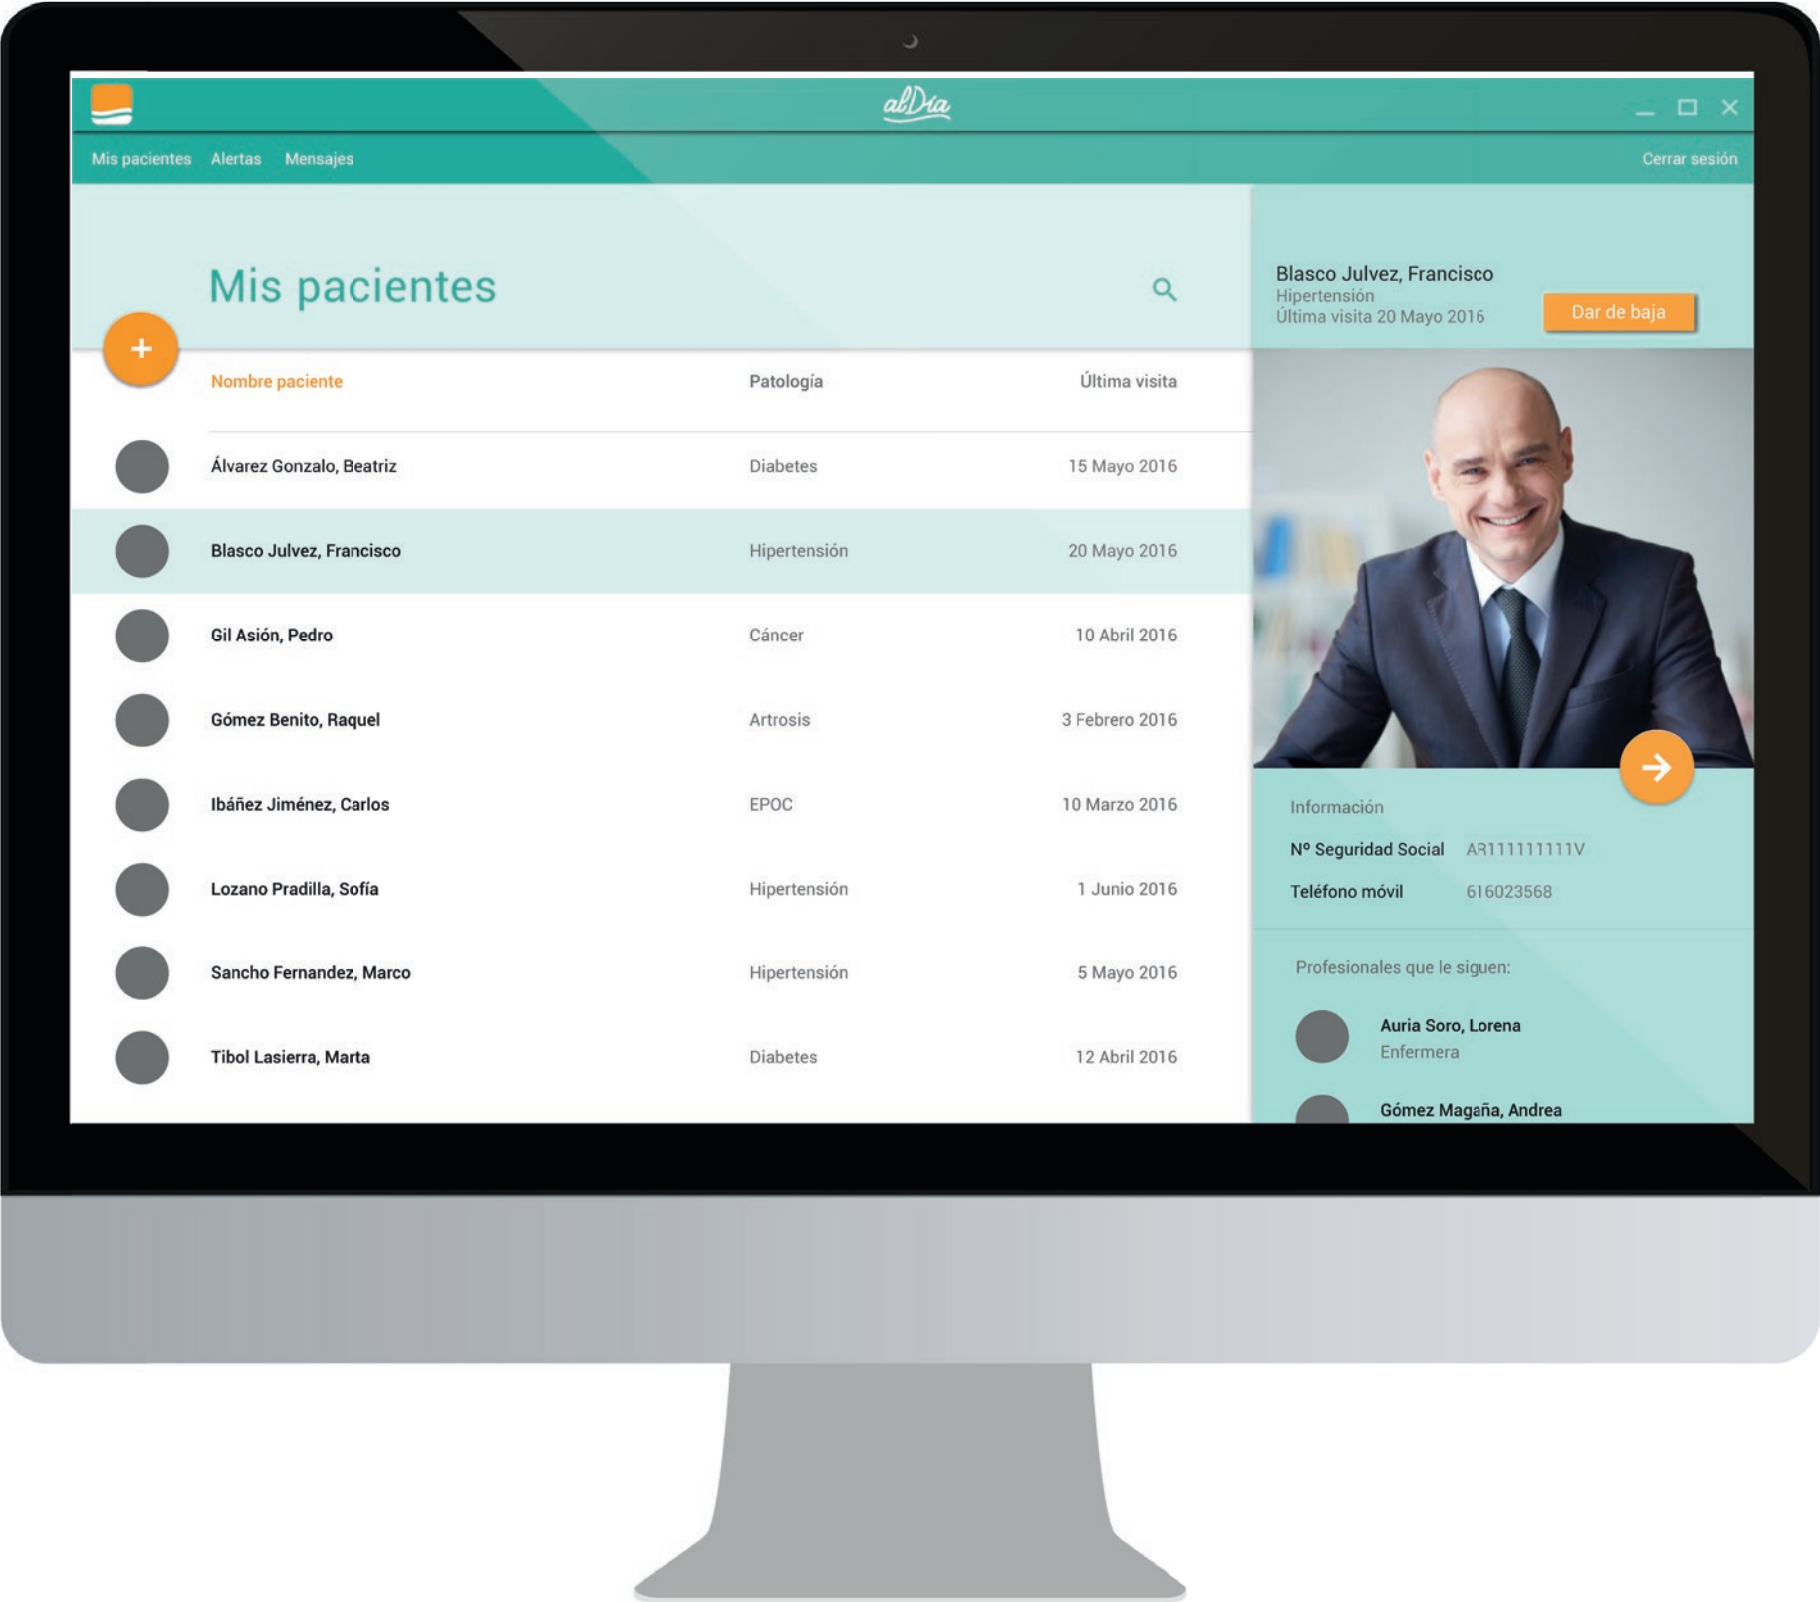 alDía
Mis pacientes Alertas Mensajes Cerrar sesión
Mis pacientes
Nombre paciente Patología Última visita
Álvarez Gonzalo, Beatriz Diabetes 15 Mayo 2016
Blasco Julvez, Francisco Hipertensión 20 Mayo 2016
Gil Asión, Pedro Cáncer 10 Abril 2016
Gómez Benito, Raquel Artrosis 3 Febrero 2016
Ibáñez Jiménez, Carlos EPOC 10 Marzo 2016
Lozano Pradilla, Sofía Hipertensión 1 Junio 2016
Sancho Fernandez, Marco Hipertensión 5 Mayo 2016
Tibol Lasierra, Marta Diabetes 12 Abril 2016
Blasco Julvez, Francisco
Hipertensión
Última visita 20 Mayo 2016
Dar de baja
Información
Nº Seguridad Social AR111111111V
Teléfono móvil 616023568
Profesionales que le siguen:
Auria Soro, Lorena
Enfermera
Gómez Magaña, Andrea